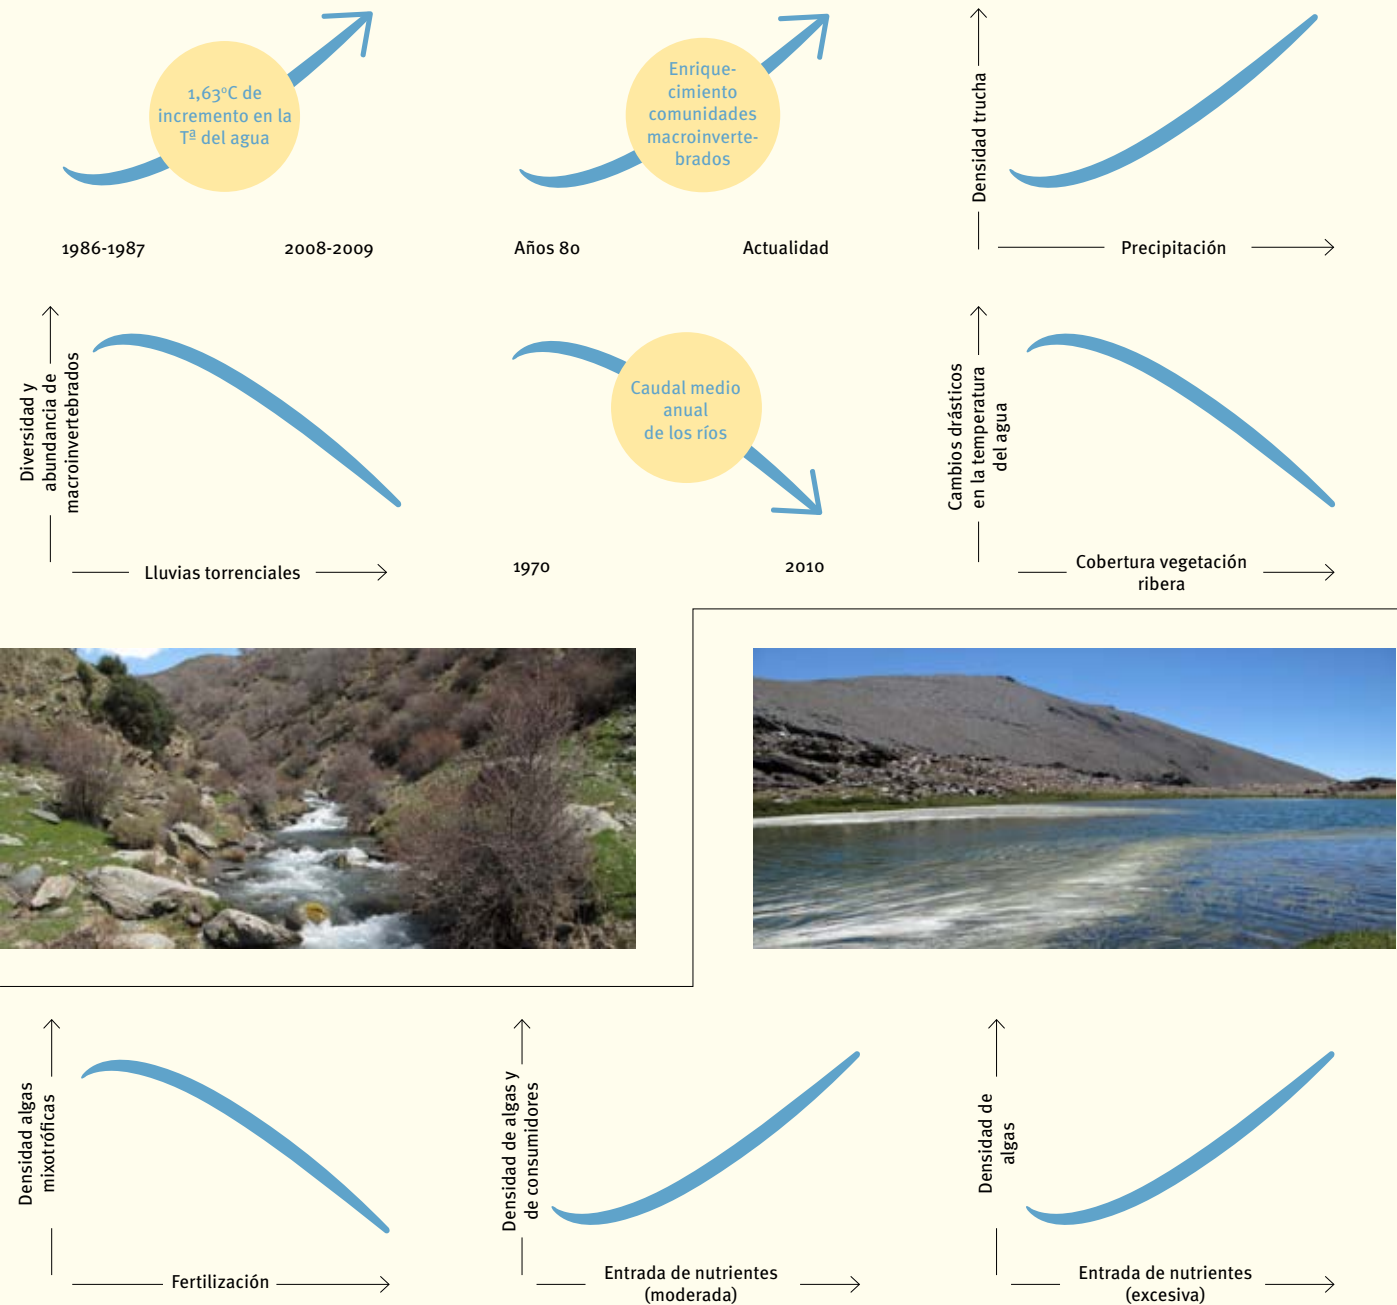 1,63ºC de
incremento en la
Tª del agua
1986-1987
2008-2009
Enrique-
cimiento
comunidades
macroinverte-
brados
Años 80
Actualidad
Densidad trucha
Precipitación
Diversidad y
abundancia de
macroinvertebrados
Lluvias torrenciales
Caudal medio
anual
de los ríos
1970
2010
Cambios drásticos
en la temperatura
del agua
Cobertura vegetación
ribera
Densidad algas
mixotróficas
Fertilización
Densidad de algas y
de consumidores
Entrada de nutrientes
(moderada)
Densidad de
algas
Entrada de nutrientes
(excesiva)